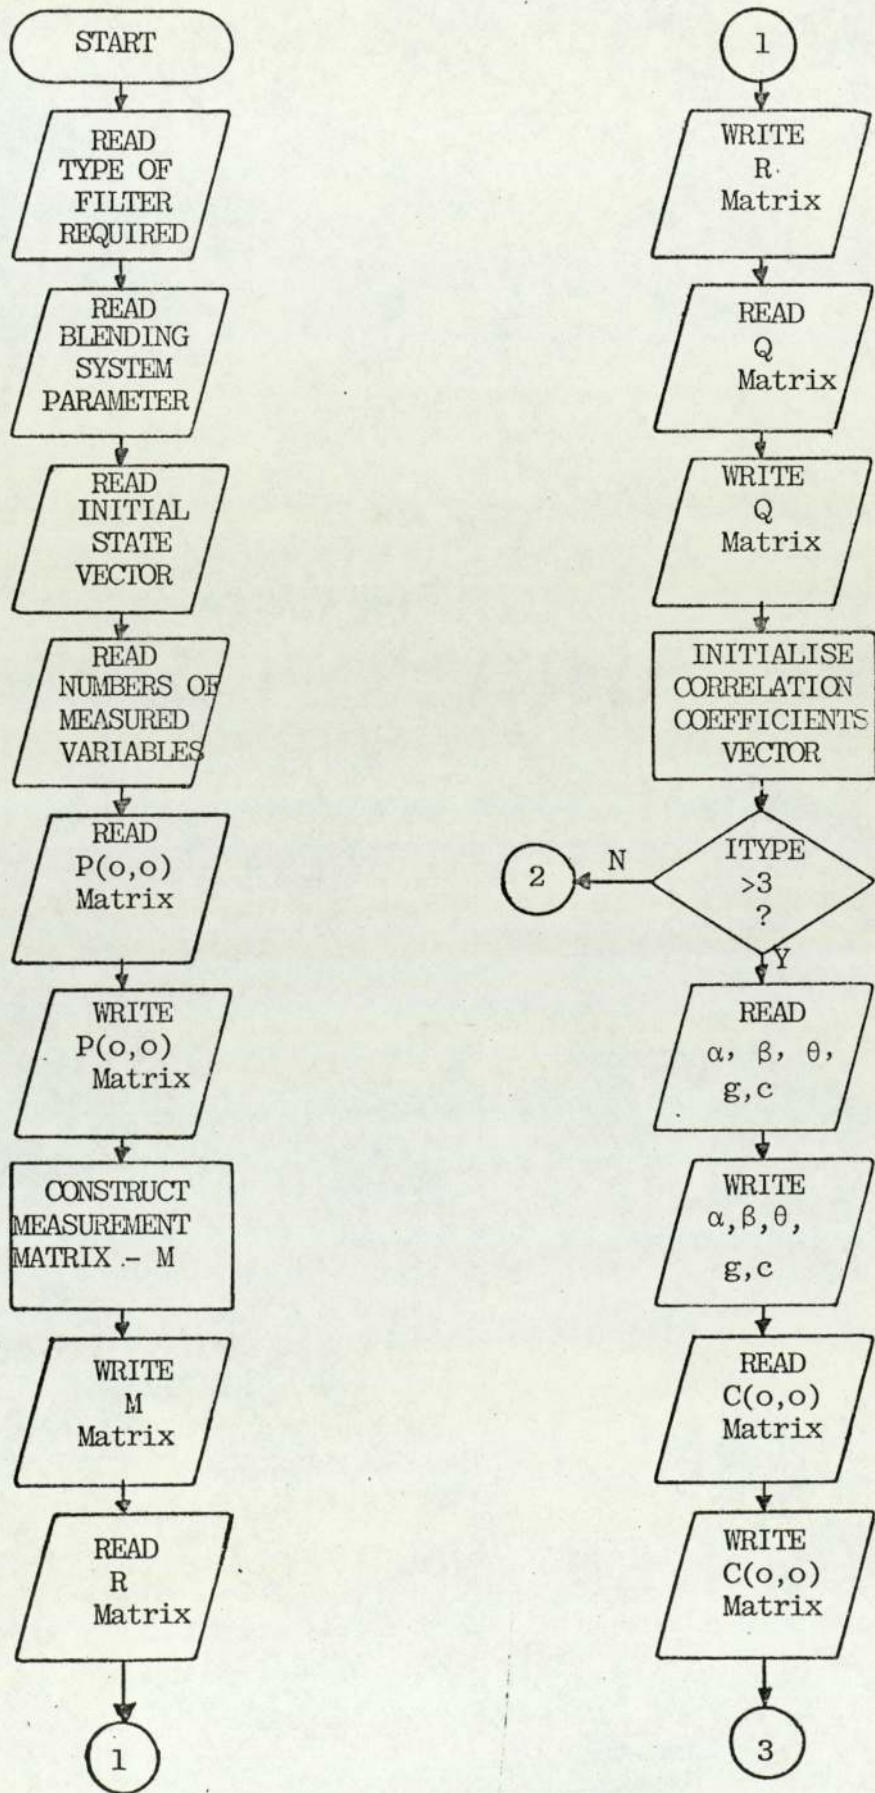 START
READ
TYPE OF
FILTER
REQUIRED
READ
BLENDING
SYSTEM
PARAMETER
READ
INITIAL
STATE
VECTOR
READ
NUMBERS OF
MEASURED
VARIABLES
READ
P(o,o)
Matrix
WRITE
P(o,o)
Matrix
CONSTRUCT
MEASUREMENT
MATRIX - M
WRITE
M
Matrix
READ
R
Matrix
1
1
WRITE
R
Matrix
READ
Q
Matrix
WRITE
Q
Matrix
INITIALISE
CORRELATION
COEFFICIENTS
VECTOR
ITYPE
>3
?
N
2
Y
READ
α, β, θ,
g,c
WRITE
α,β,θ,
g,c
READ
C(o,o)
Matrix
WRITE
C(o,o)
Matrix
3